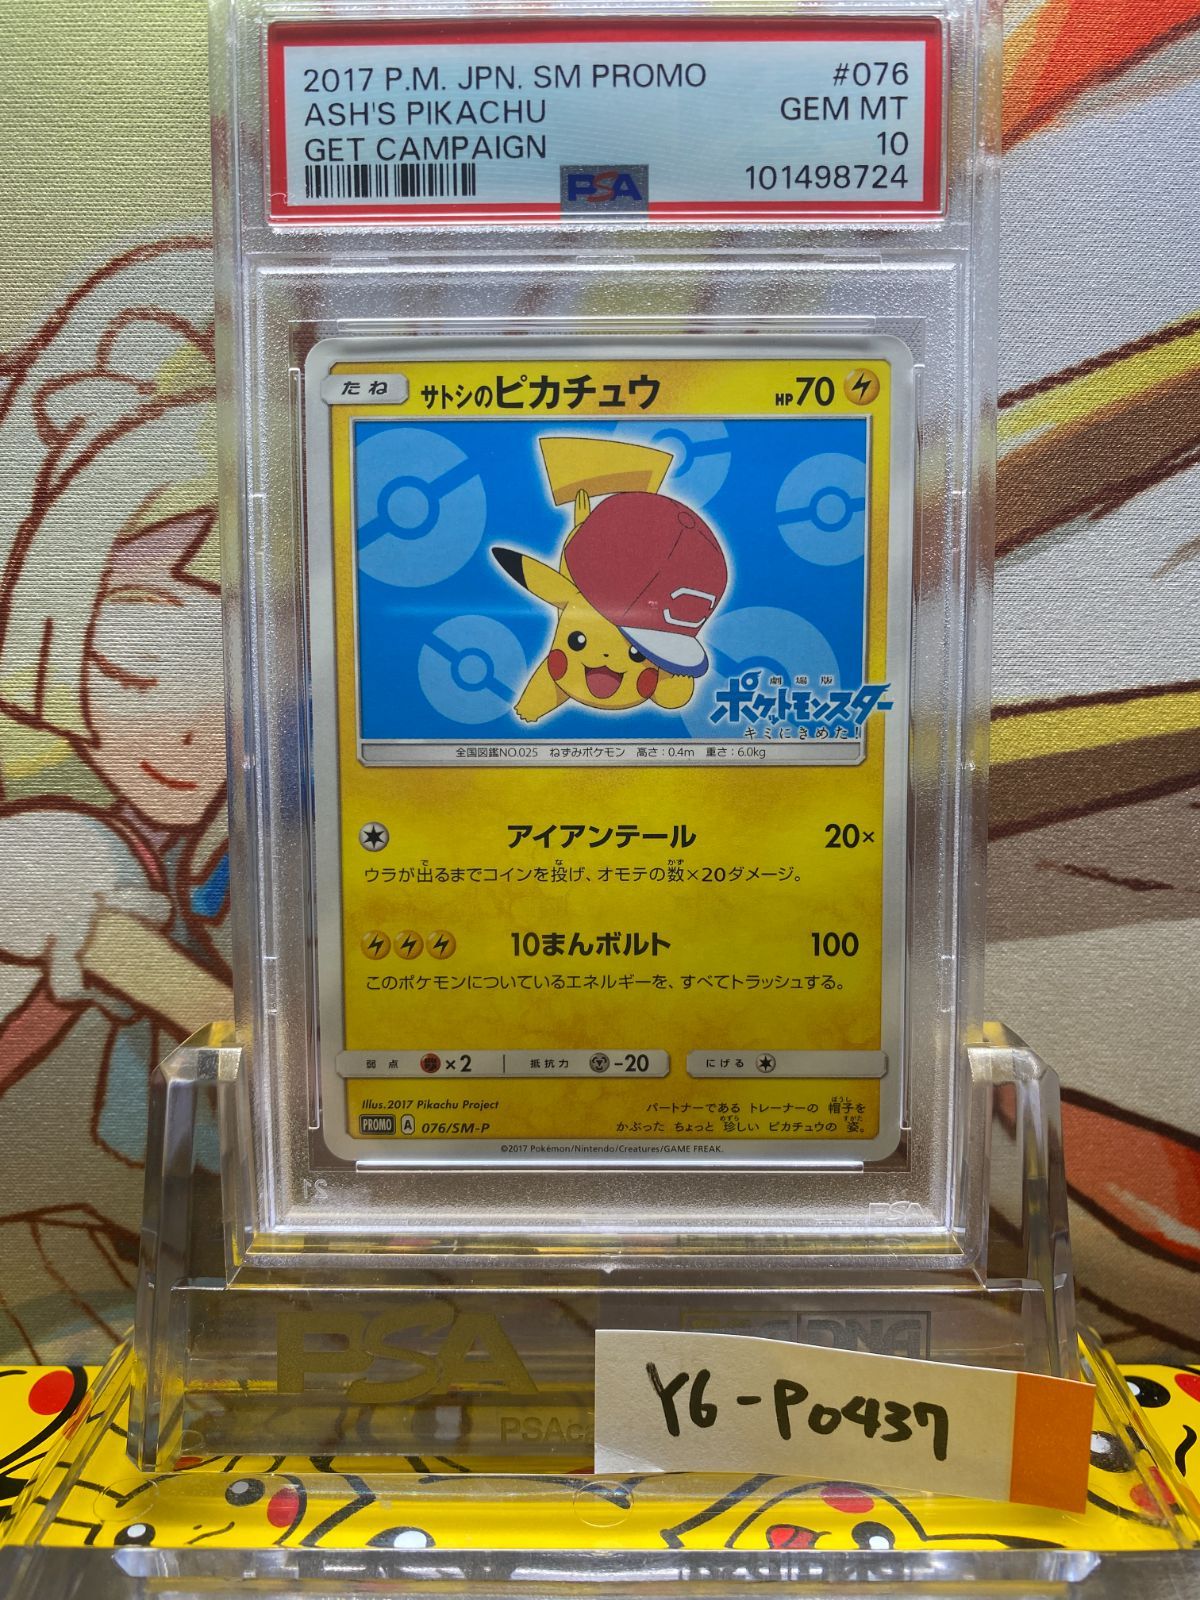 2017 P.M. JPN. SM PROMO #076
ASH'S PIKACHU GEM MT
GET CAMPAIGN 10
PSA 101498724
たね サトシのピカチュウ HP70
劇場版
ポケットモンスター
キミにきめた!
全国図鑑NO.025 ねずみポケモン 高さ:0.4m 重さ:6.0kg
アイアンテール 20×
ウラが出るまでコインを投げ、オモテの数×20ダメージ。
10まんボルト 100
このポケモンについているエネルギーを、すべてトラッシュする。
弱点 ×2 抵抗力 -20 にげる
Illus.2017 Pikachu Project
PROMO A 076/SM-P
パートナーである トレーナーの 帽子を
かぶった ちょっと 珍しい ピカチュウの 姿。
©2017 Pokémon/Nintendo/Creatures/GAME FREAK.
PSA
PSA
Y6-P0437